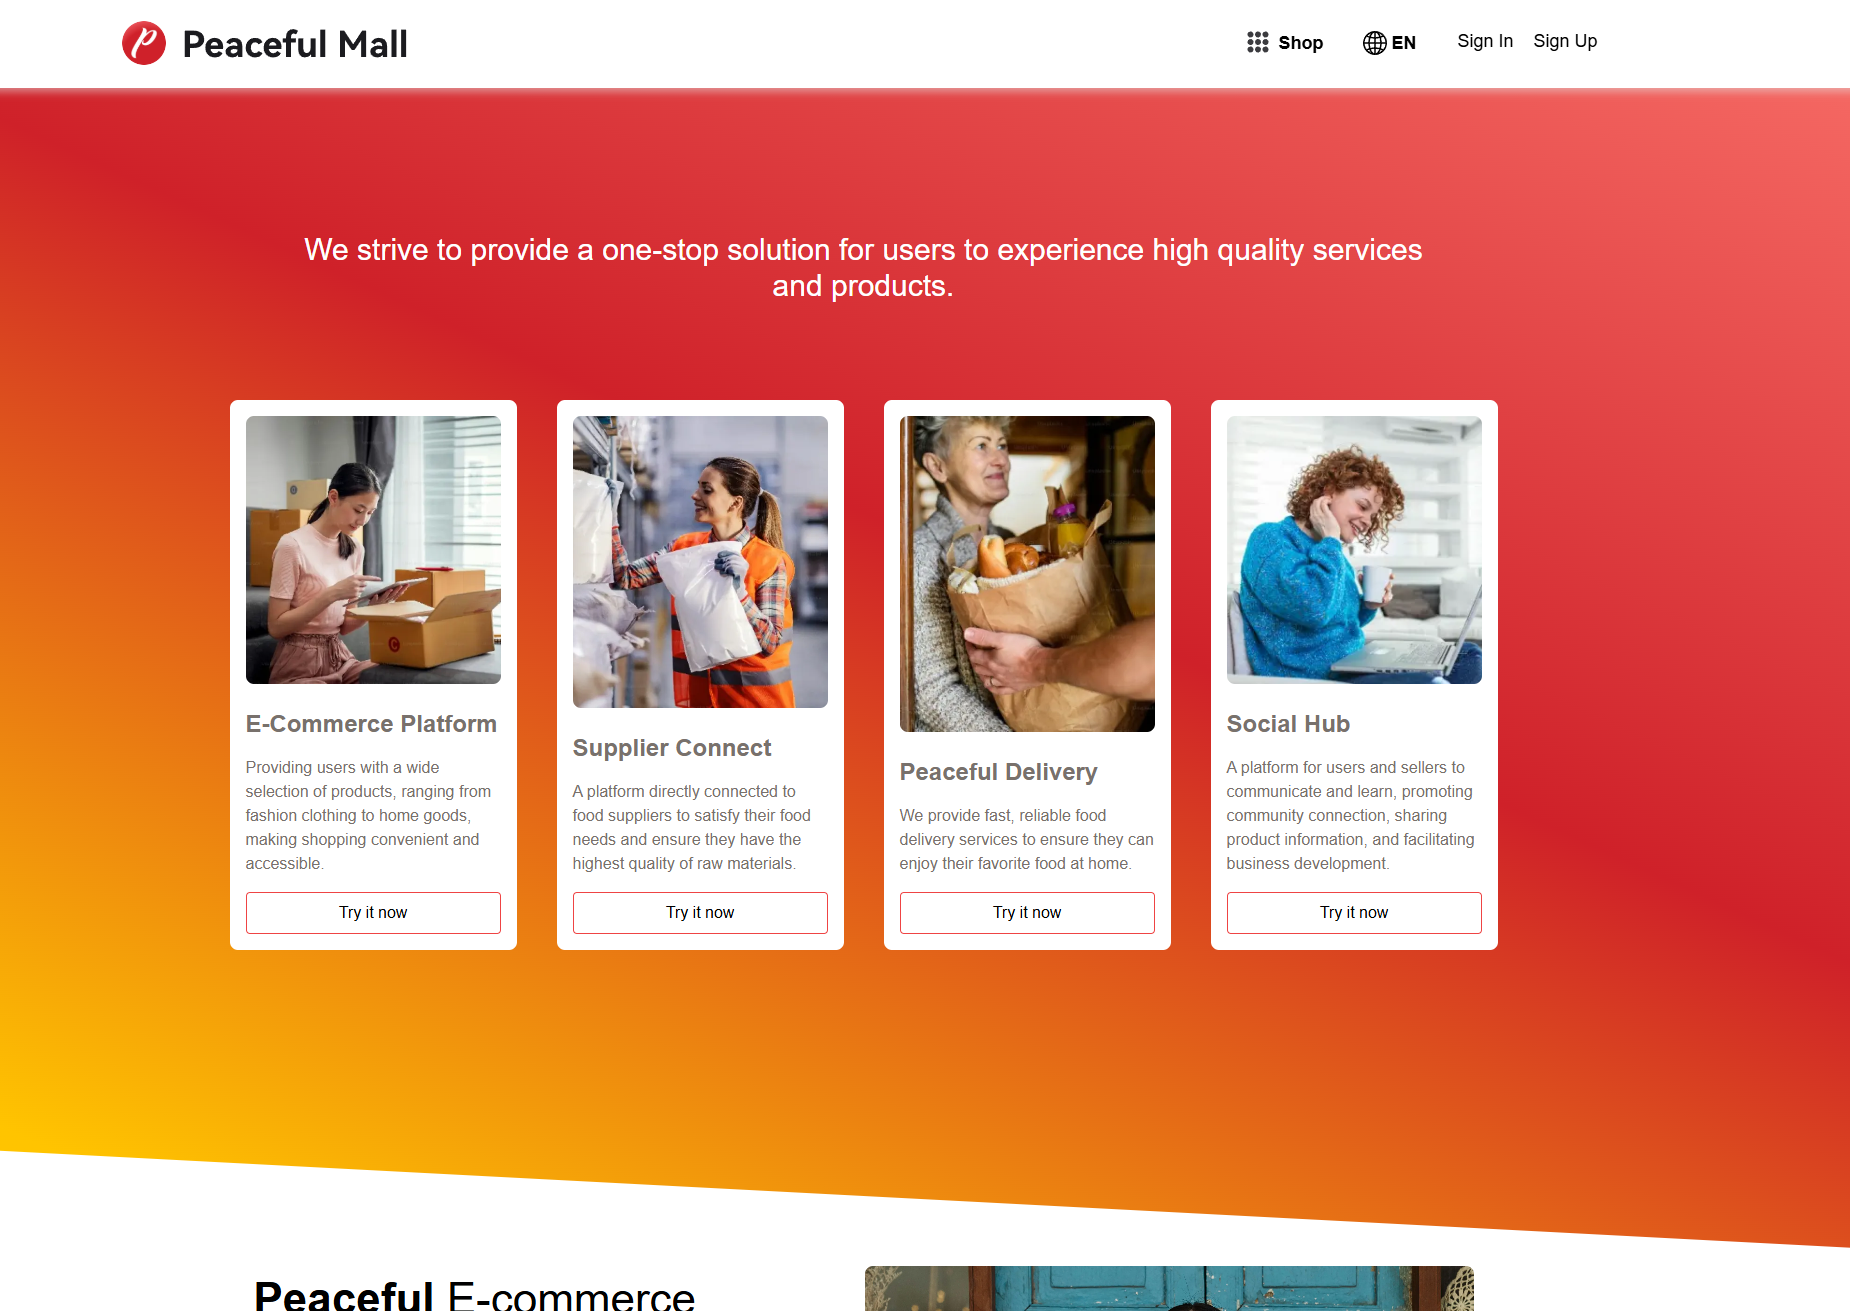 Peaceful Mall
Shop
EN
Sign In
Sign Up
We strive to provide a one-stop solution for users to experience high quality services
and products.
E-Commerce Platform
Providing users with a wide
selection of products, ranging from
fashion clothing to home goods,
making shopping convenient and
accessible.
Try it now
Supplier Connect
A platform directly connected to
food suppliers to satisfy their food
needs and ensure they have the
highest quality of raw materials.
Try it now
Peaceful Delivery
We provide fast, reliable food
delivery services to ensure they can
enjoy their favorite food at home.
Try it now
Social Hub
A platform for users and sellers to
communicate and learn, promoting
community connection, sharing
product information, and facilitating
business development.
Try it now
Peaceful E-commerce